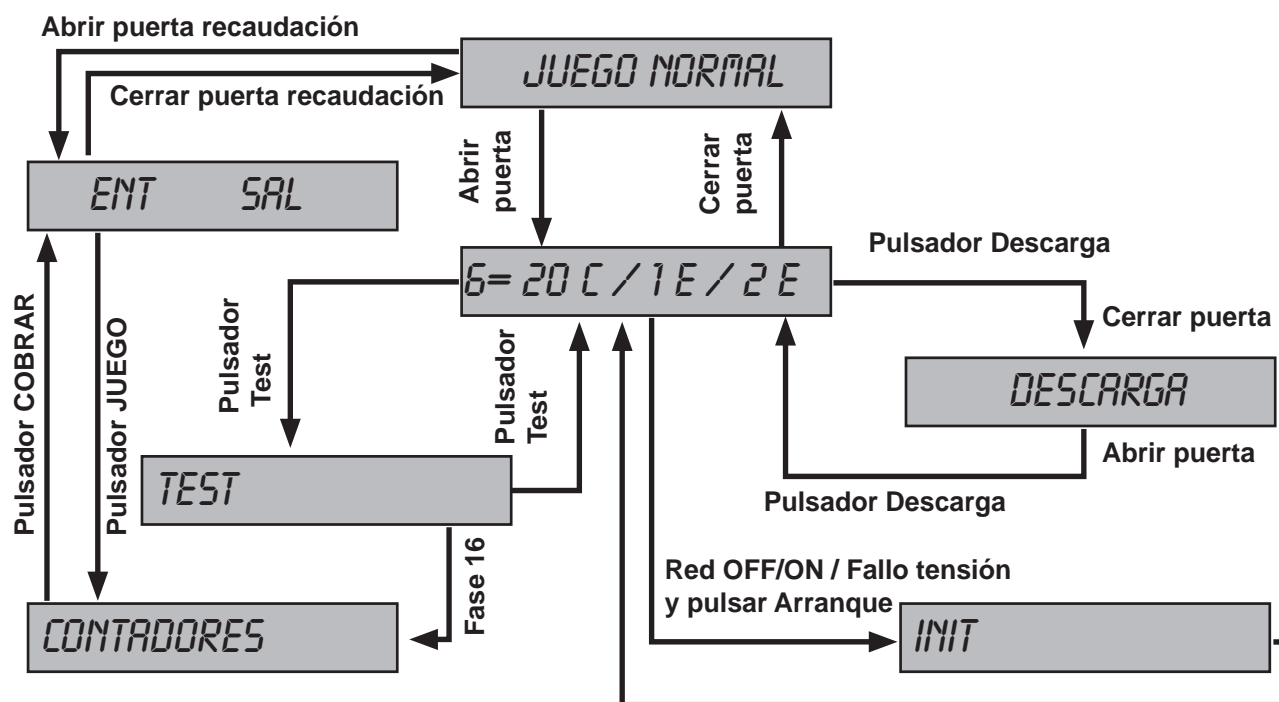 Abrir puerta recaudación
JUEGO NORMAL
Cerrar puerta recaudación
Abrir
puerta
Cerrar
puerta
ENT SAL
Pulsador Descarga
6= 20 C / 1 E / 2 E
Cerrar puerta
Pulsador COBRAR
Pulsador JUEGO
Pulsador
Test
Pulsador
Test
DESCARGA
Abrir puerta
TEST
Pulsador Descarga
Fase 16
Red OFF/ON / Fallo tensión
y pulsar Arranque
CONTADORES
INIT